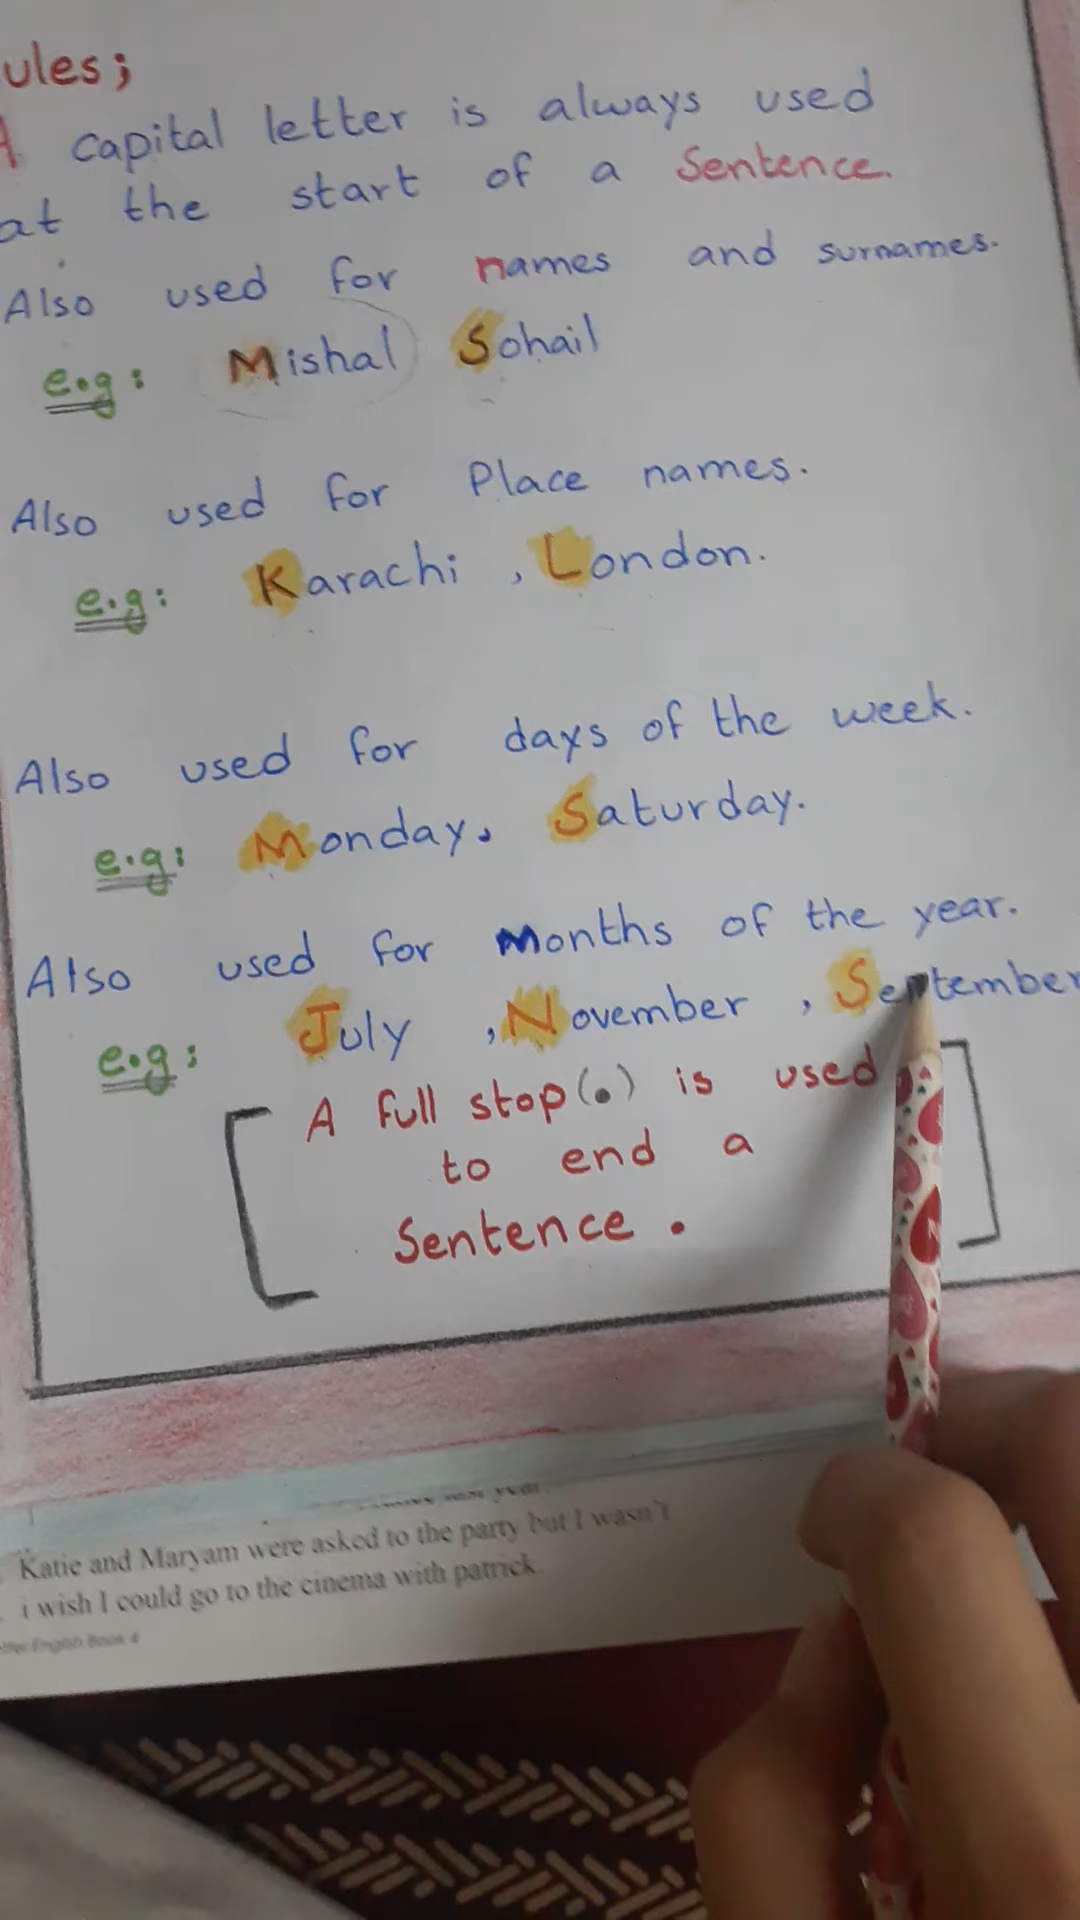 ules;
A capital letter is always used
at the start of a Sentence.
Also used for names and surnames.
e.g: Mishal Sohail
Also used for Place names.
e.g: Karachi , London.
Also used for days of the week.
e.g: Monday, Saturday.
Also used for Months of the year.
e.g: July , November , September
A full stop(.) is used
to end a
Sentence .
Katie and Maryam were asked to the party but I wasn't
i wish I could go to the cinema with patrick.
English Book 4